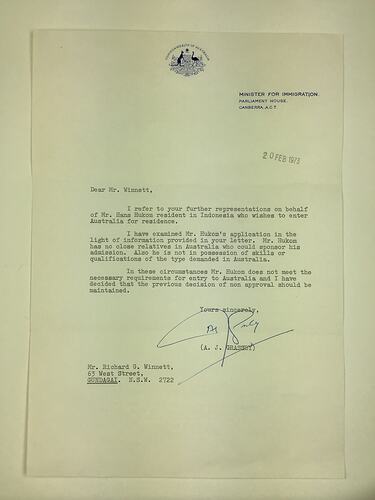 COMMONWEALTH OF AUSTRALIA
MINISTER FOR IMMIGRATION.
PARLIAMENT HOUSE,
CANBERRA, A.C.T.
20 FEB 1973
Dear Mr. Winnett,
I refer to your further representations on behalf
of Mr. Hans Hukom resident in Indonesia who wishes to enter
Australia for residence.
I have examined Mr. Hukom's application in the
light of information provided in your letter. Mr. Hukom
has no close relatives in Australia who could sponsor his
admission. Also he is not in possession of skills or
qualifications of the type demanded in Australia.
In these circumstances Mr. Hukom does not meet the
necessary requirements for entry to Australia and I have
decided that the previous decision of non approval should be
maintained.
Yours sincerely,
(A. J. GRASSBY)
Mr. Richard G. Winnett,
63 West Street,
GUNDAGAI. N.S.W. 2722